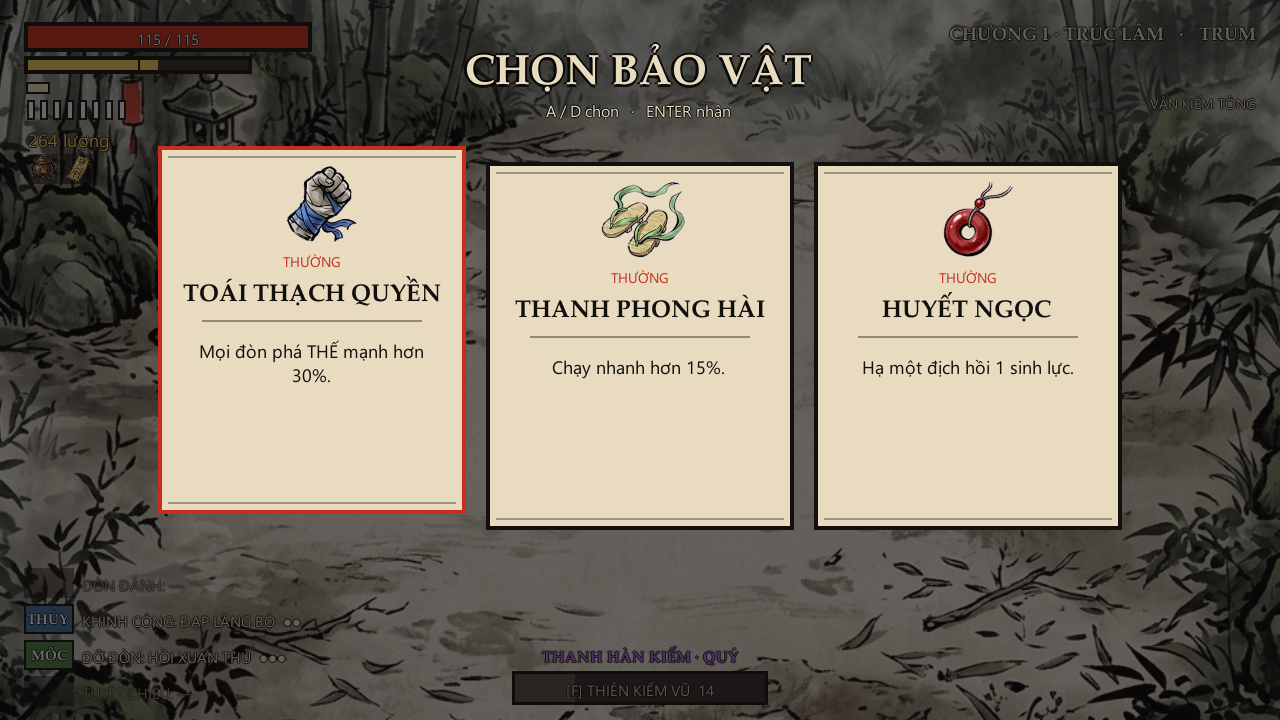 115 / 115
CHƯƠNG I · TRÚC LÂM · TRÙM
CHỌN BẢO VẬT
A / D chọn · ENTER nhận
VÂN KIẾM TÔNG
264 lượng
THƯỜNG
TOÁI THẠCH QUYỀN
Mọi đòn phá THẾ mạnh hơn
30%.
THƯỜNG
THANH PHONG HÀI
Chạy nhanh hơn 15%.
THƯỜNG
HUYẾT NGỌC
Hạ một địch hồi 1 sinh lực.
ĐÒN ĐÁNH: —
THỦY KHINH CÔNG: ĐẠP LÃNG BỘ
MỘC ĐỠ ĐÒN: HỒI XUÂN THỦ
TUYỆT CHIÊU: —
THANH HÀN KIẾM · QUÝ
[F] THIÊN KIẾM VŨ 14